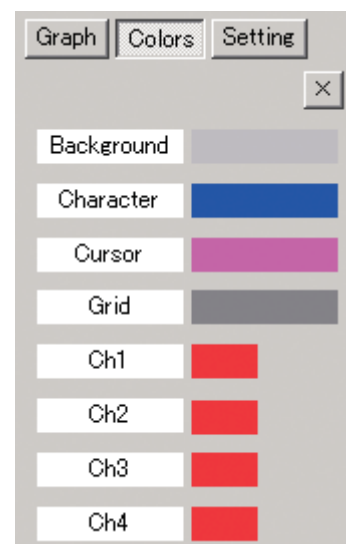 Graph Colors Setting
×
Background
Character
Cursor
Grid
Ch1
Ch2
Ch3
Ch4